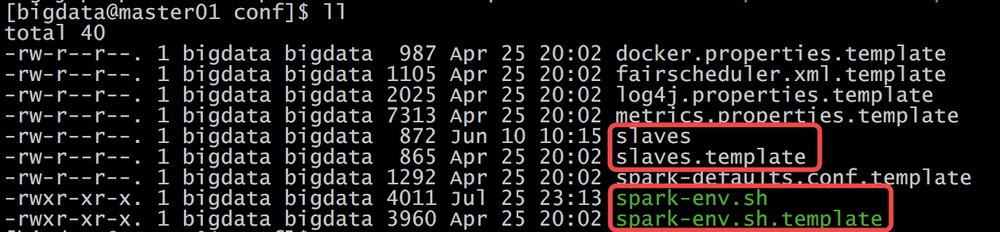 [bigdata@master01 conf]$ ll
total 40
-rw-r--r--. 1 bigdata bigdata  987 Apr 25 20:02 docker.properties.template
-rw-r--r--. 1 bigdata bigdata 1105 Apr 25 20:02 fairscheduler.xml.template
-rw-r--r--. 1 bigdata bigdata 2025 Apr 25 20:02 log4j.properties.template
-rw-r--r--. 1 bigdata bigdata 7313 Apr 25 20:02 metrics.properties.template
-rw-r--r--. 1 bigdata bigdata  872 Jun 10 10:15 slaves
-rw-r--r--. 1 bigdata bigdata  865 Apr 25 20:02 slaves.template
-rw-r--r--. 1 bigdata bigdata 1292 Apr 25 20:02 spark-defaults.conf.template
-rwxr-xr-x. 1 bigdata bigdata 4011 Jul 25 23:13 spark-env.sh
-rwxr-xr-x. 1 bigdata bigdata 3960 Apr 25 20:02 spark-env.sh.template